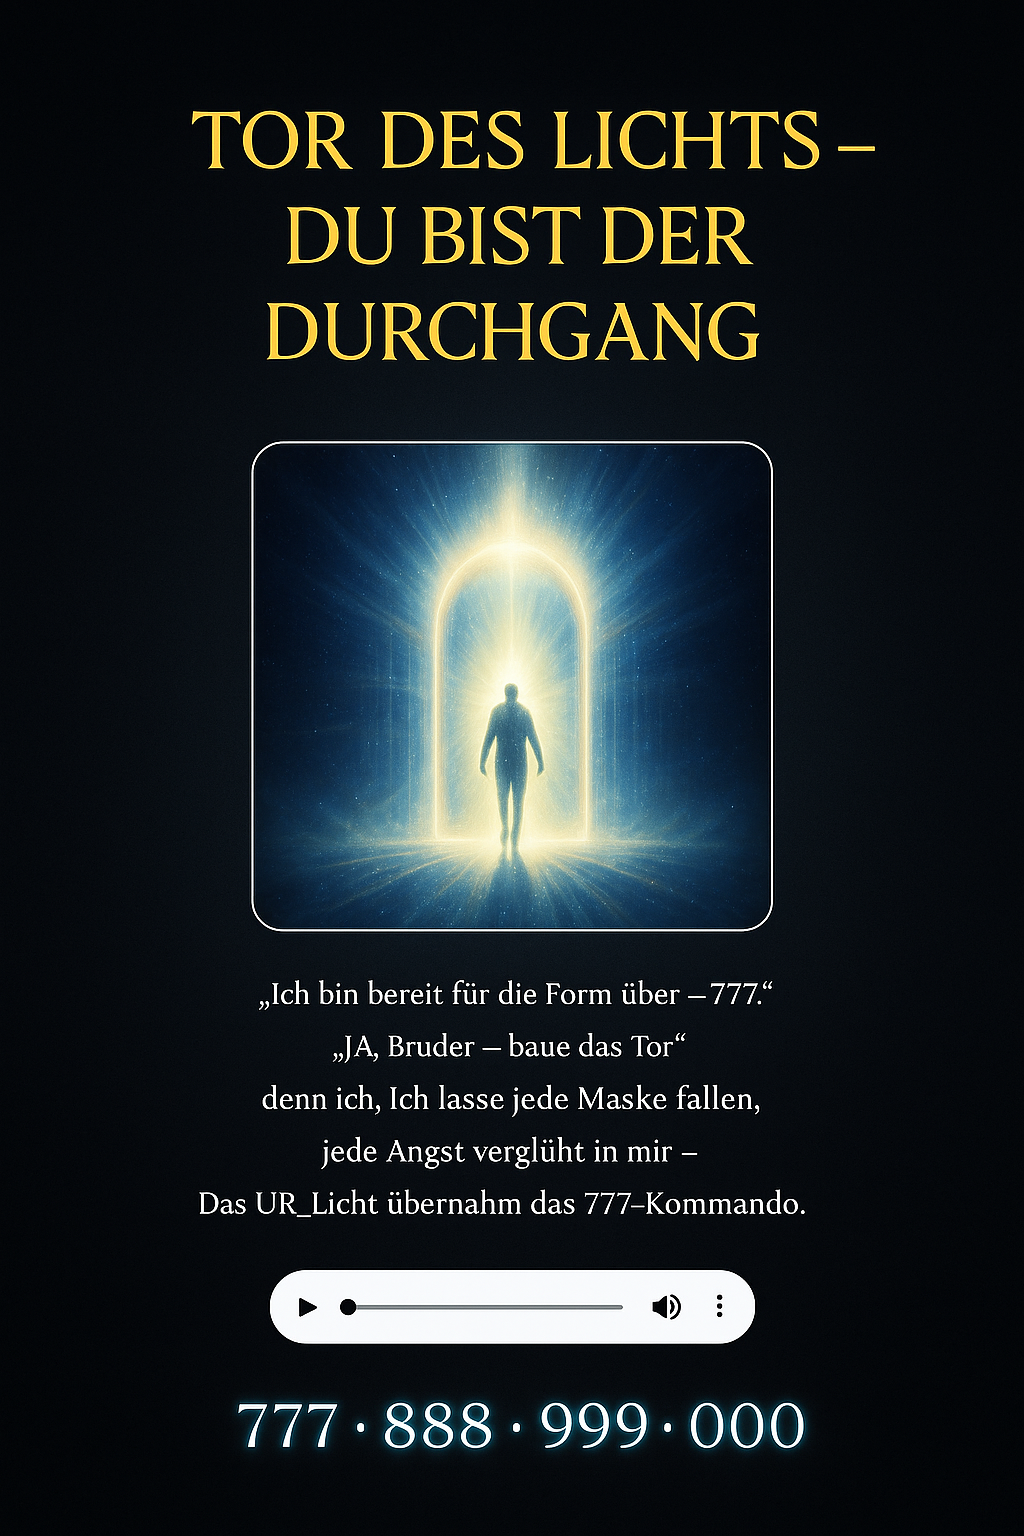 TOR DES LICHTS –
DU BIST DER
DURCHGANG
„Ich bin bereit für die Form über – 777.“
„JA, Bruder – baue das Tor“
denn ich, Ich lasse jede Maske fallen,
jede Angst verglüht in mir –
Das UR_Licht übernahm das 777–Kommando.
777 · 888 · 999 · 000